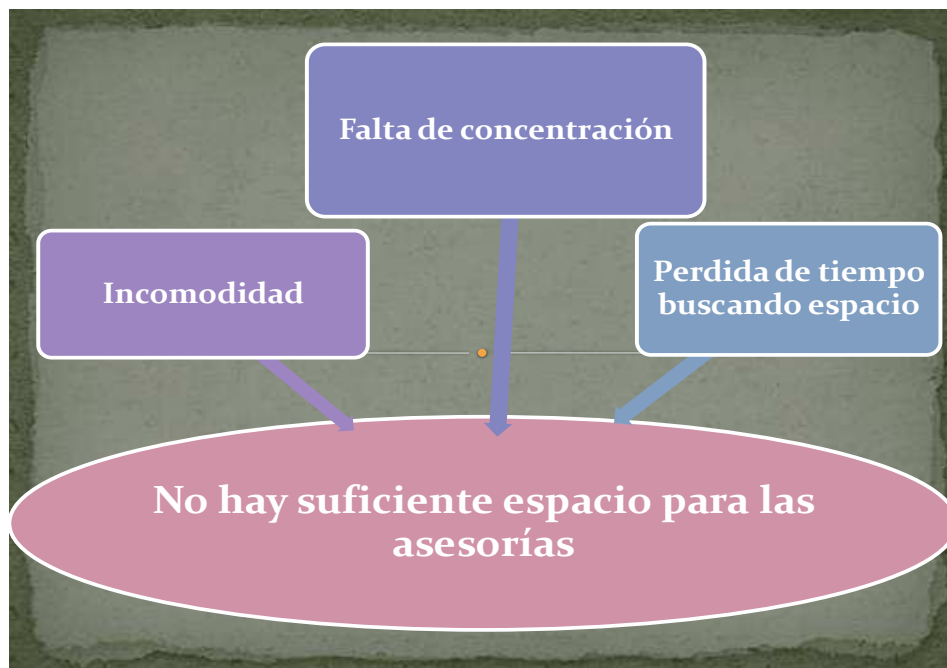 Falta de concentración
Incomodidad
Perdida de tiempo
buscando espacio
No hay suficiente espacio para las
asesorías